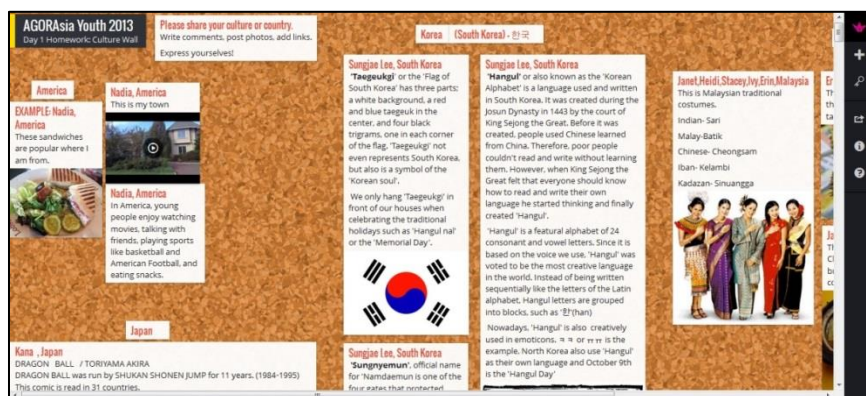 AGORAsia Youth 2013
Day 1 Homework: Culture Wall
Please share your culture or country.
Write comments, post photos, add links.
Express yourselves!
America
EXAMPLE: Nadia,
America
These sandwiches
are popular where I
am from.
Nadia, America
This is my town
Nadia, America
In America, young
people enjoy watching
movies, talking with
friends, playing sports
like basketball and
American Football, and
eating snacks.
Japan
Kana , Japan
DRAGON BALL / TORIYAMA AKIRA
DRAGON BALL was run by SHUKAN SHONEN JUMP for 11 years. (1984-1995)
This comic is read in 31 countries.
Korea (South Korea) - 한국
Sungjae Lee, South Korea
'Taegeukgi' or the 'Flag of
South Korea' has three parts;
a white background, a red
and blue taegeuk in the
center, and four black
trigrams, one in each corner
of the flag. 'Taegeukgi' not
even represents South Korea,
but also is a symbol of the
'Korean soul'.
We only hang 'Taegeukgi' in
front of our houses when
celebrating the traditional
holidays such as 'Hangul nal'
or the 'Memorial Day'.
Sungjae Lee, South Korea
'Sungnyemun', official name
for 'Namdaemun is one of the
four gates that protected
Sungjae Lee, South Korea
'Hangul' or also known as the 'Korean
Alphabet' is a language used and written
in South Korea. It was created during the
Josun Dynasty in 1443 by the court of
King Sejong the Great. Before it was
created, people used Chinese learned
from China. Therefore, poor people
couldn't read and write without learning
them. However, when King Sejong the
Great felt that everyone should know
how to read and write their own
language he started thinking and finally
created 'Hangul'.
'Hangul' is a featural alphabet of 24
consonant and vowel letters. Since it is
based on the voice we use, 'Hangul' was
voted to be the most creative language
in the world. Instead of being written
sequentially like the letters of the Latin
alphabet, Hangul letters are grouped
into blocks, such as '한'(han)
Nowadays, 'Hangul' is also creatively
used in emoticons. ㅋㅋ or ㅠㅠ is the
example. North Korea also use 'Hangul'
as their own language and October 9th
is the 'Hangul Day'
Janet,Heidi,Stacey,Ivy,Erin,Malaysia
This is Malaysian traditional
costumes.
Indian- Sari
Malay-Batik
Chinese- Cheongsam
Iban- Kelambi
Kadazan- Sinuangga